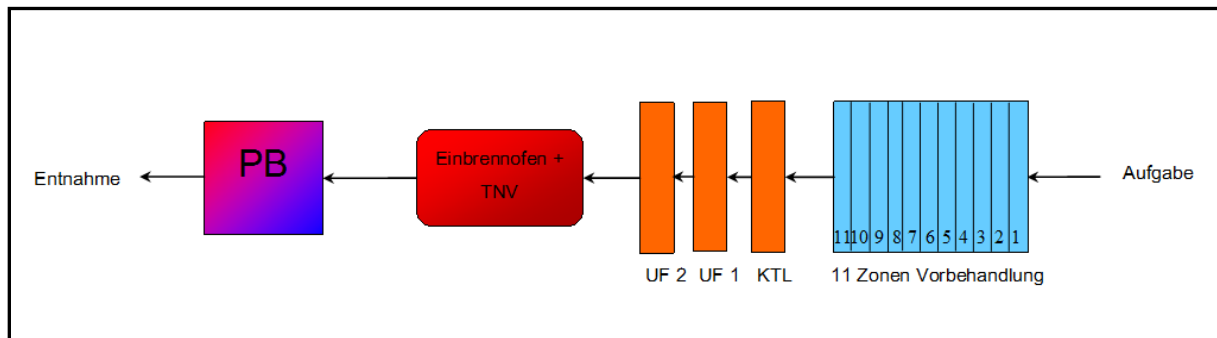 Entnahme
PB
Einbrennofen +
TNV
Aufgabe
11 10 9 8 7 6 5 4 3 2 1
UF 2 UF 1 KTL 11 Zonen Vorbehandlung